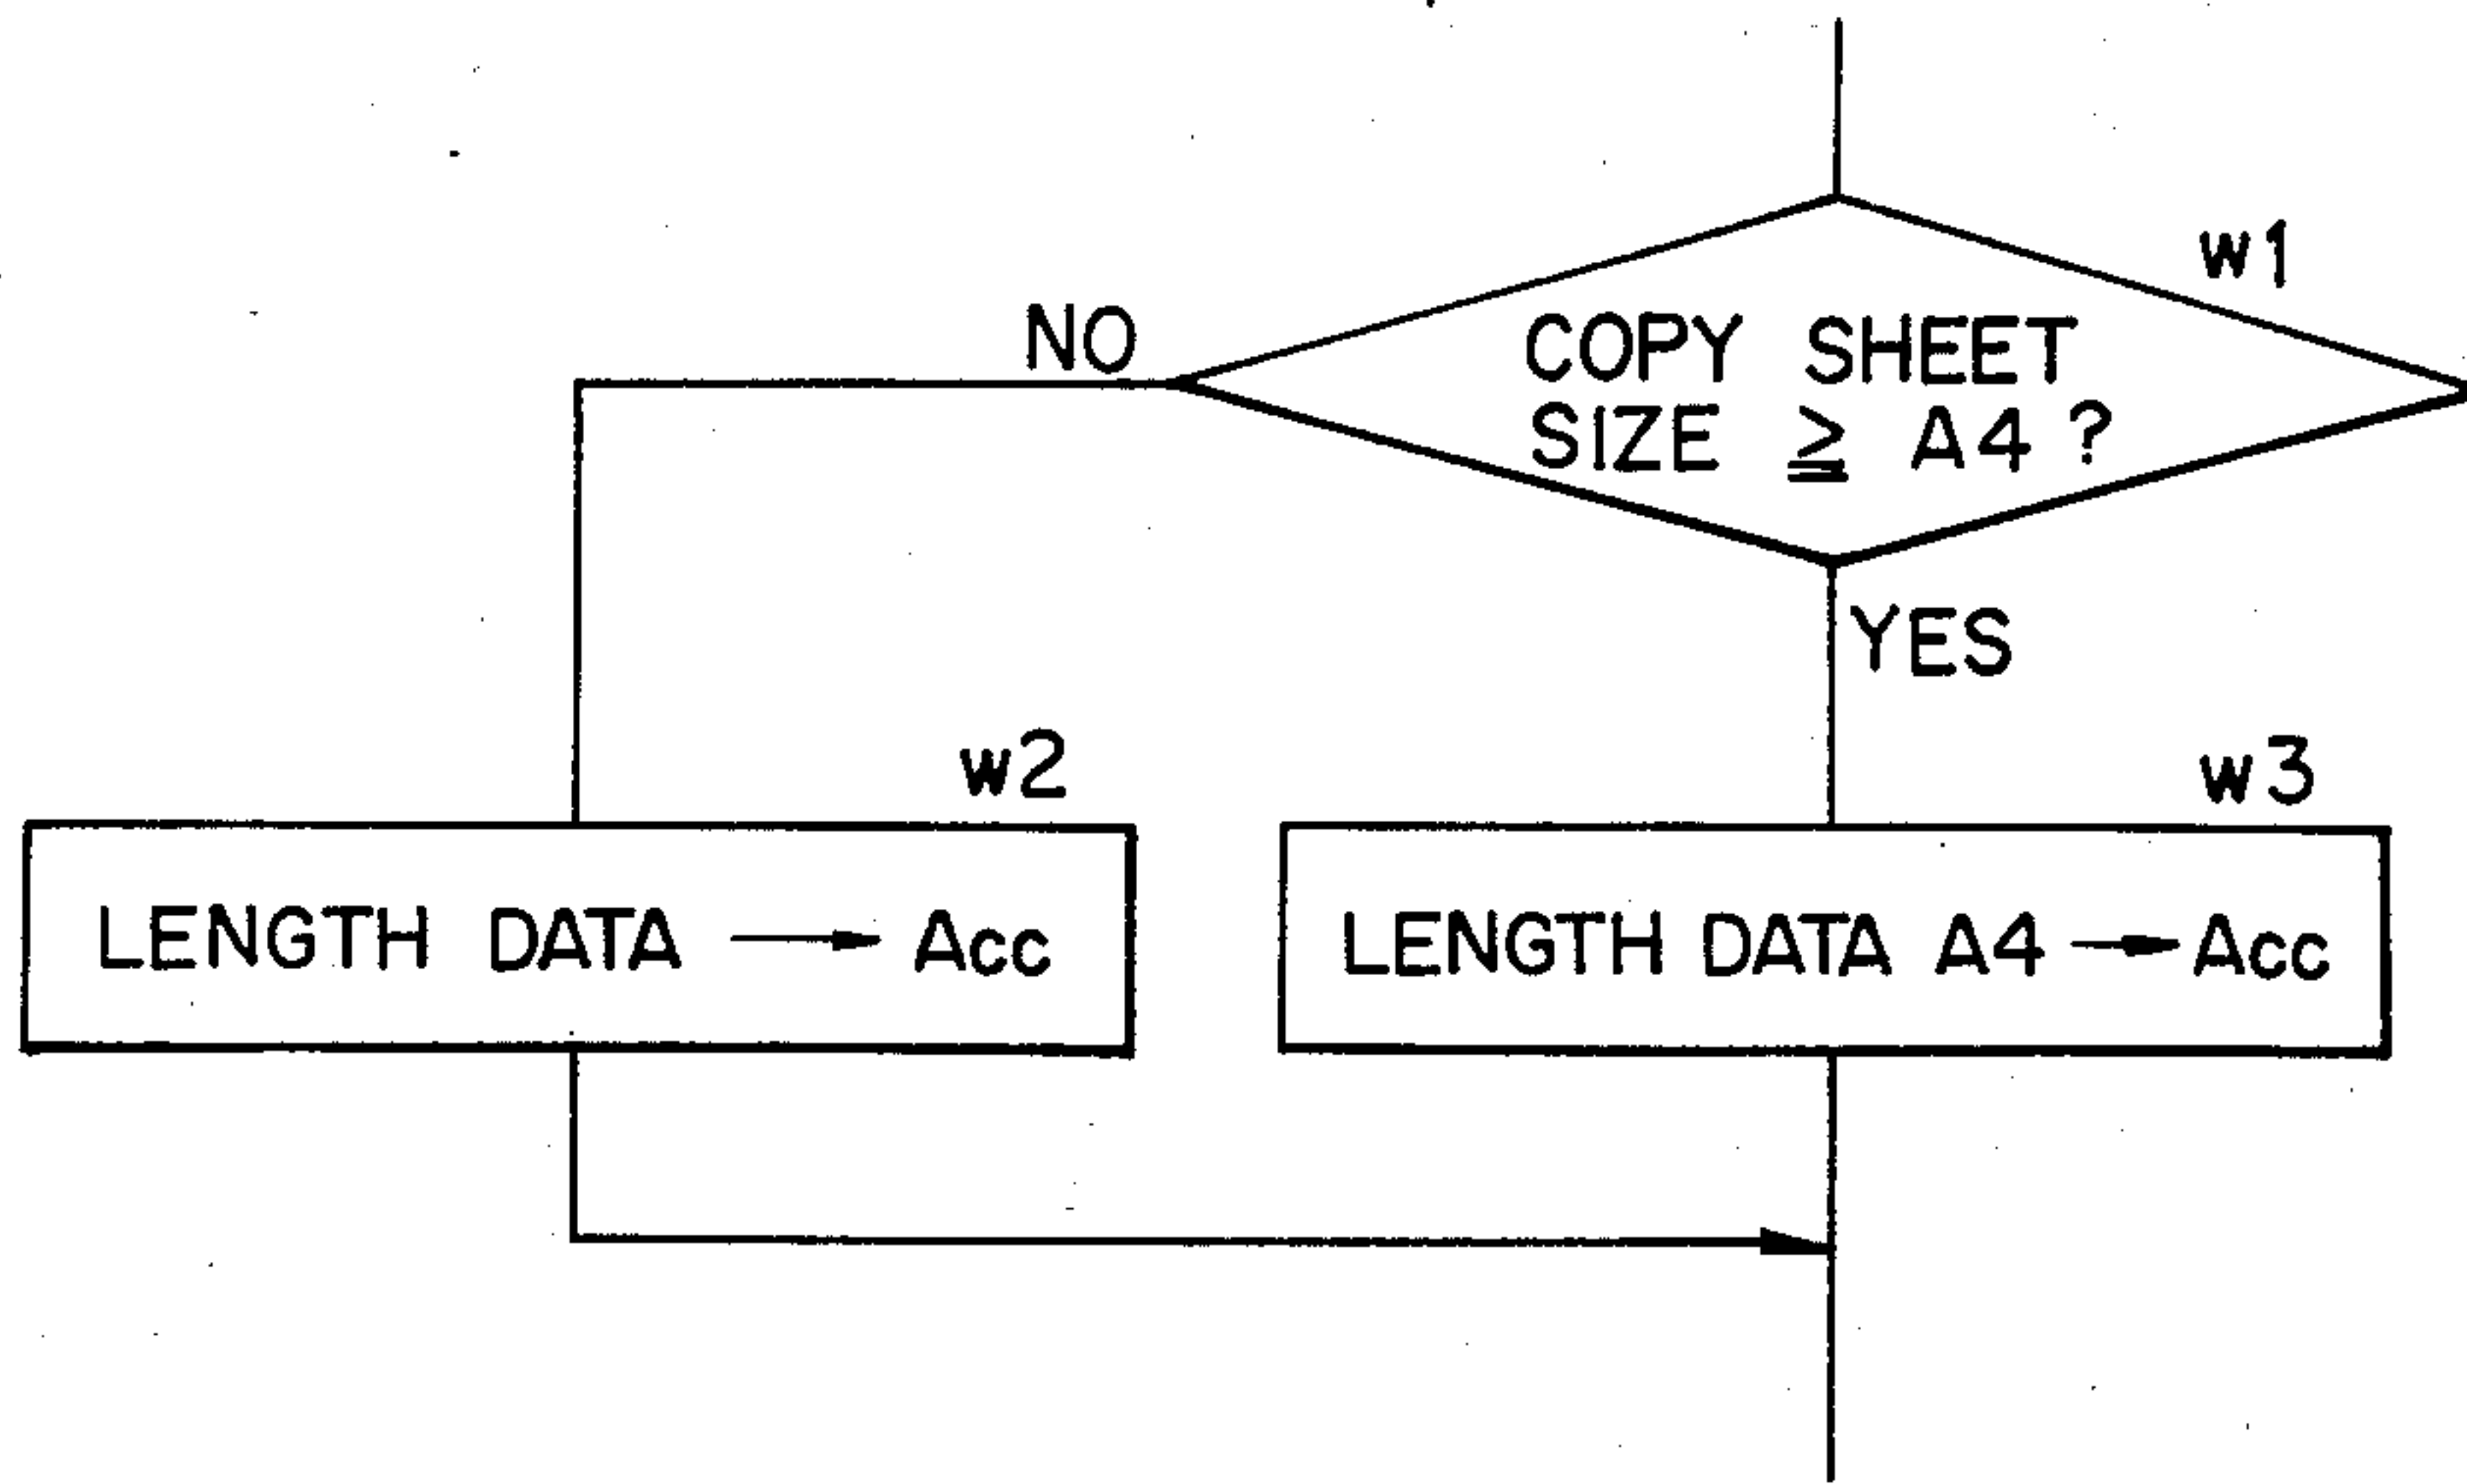 w1
NO
COPY SHEET
SIZE ≧ A4 ?
YES
w2
w3
LENGTH DATA → Acc
LENGTH DATA A4 → Acc